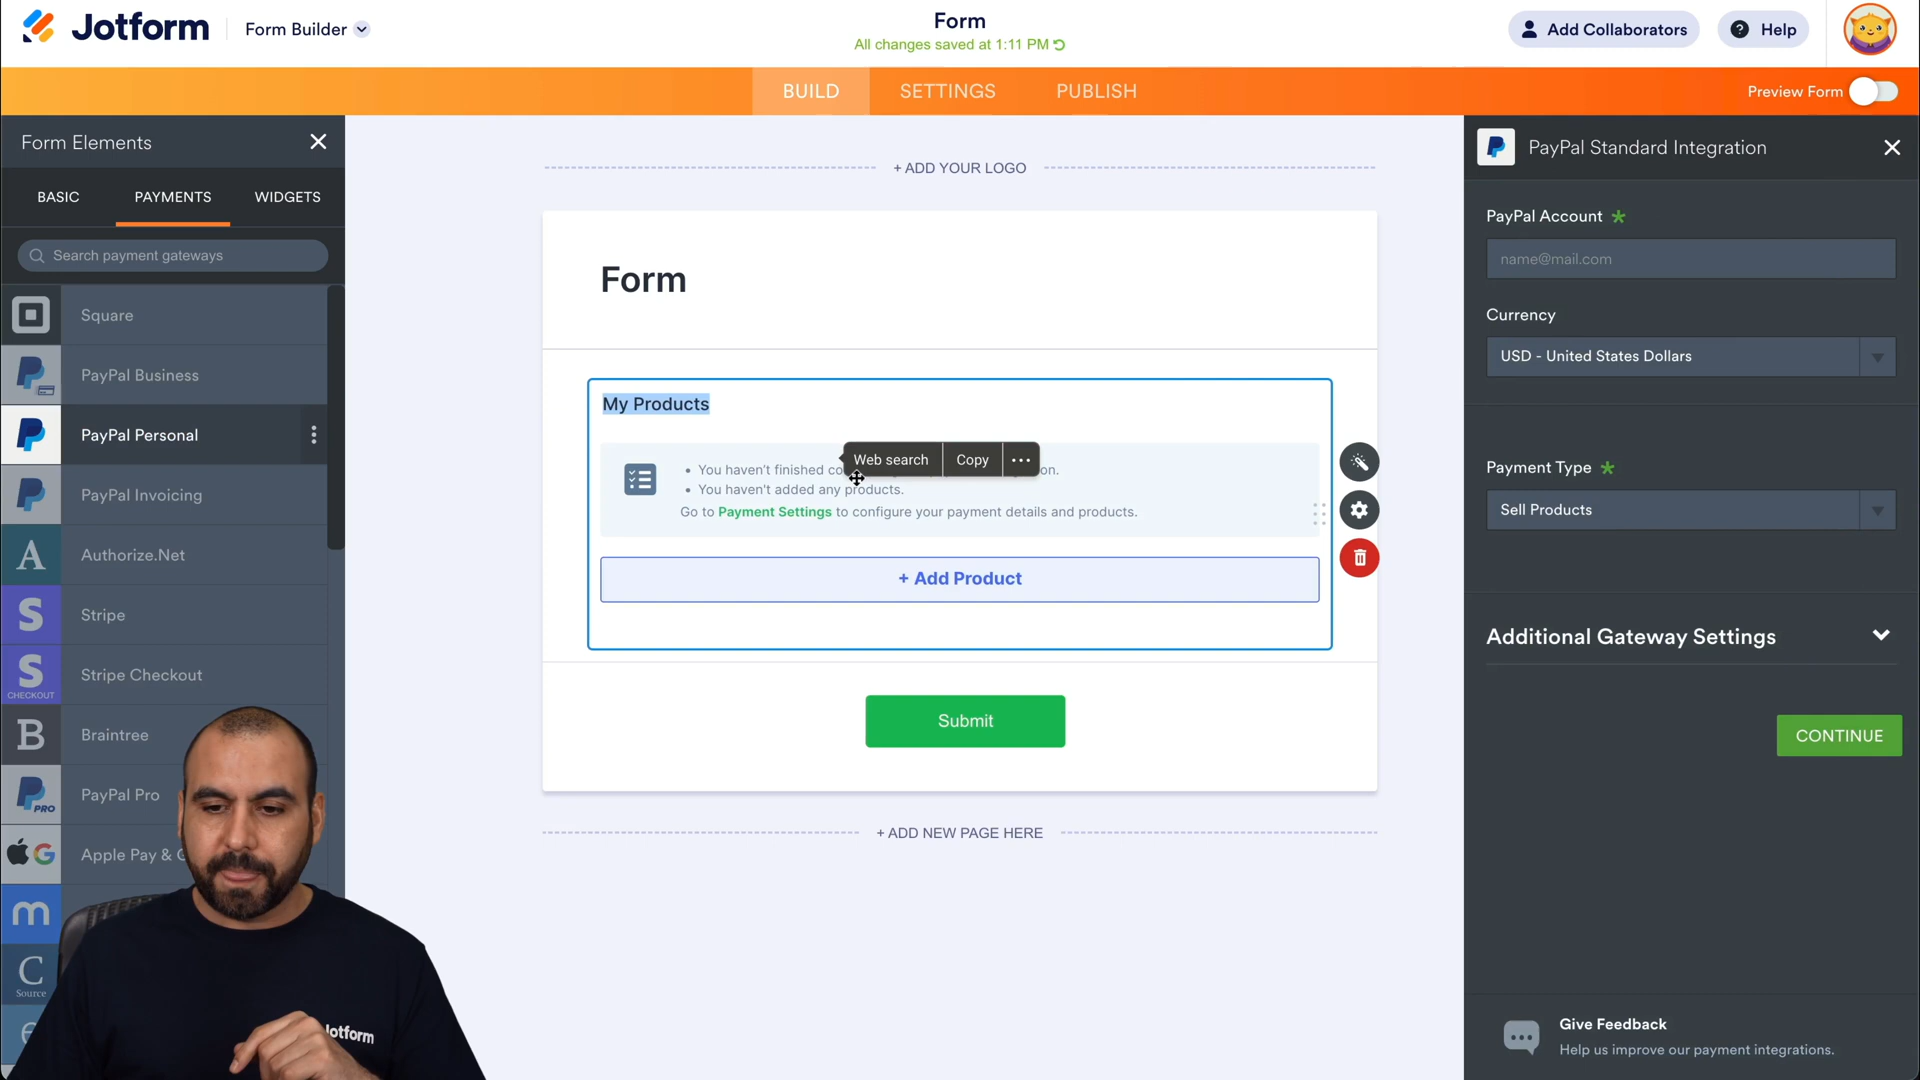 Jotform
Form Builder
Form
All changes saved at 1:11 PM
Add Collaborators
Help
BUILD
SETTINGS
PUBLISH
Preview Form
Form Elements
BASIC
PAYMENTS
WIDGETS
Search payment gateways
Square
PayPal Business
PayPal Personal
PayPal Invoicing
Authorize.Net
Stripe
CHECKOUT
Stripe Checkout
Braintree
PRO
PayPal Pro
Apple Pay &
Source
+ ADD YOUR LOGO
Form
My Products
Web search
Copy
You haven't finished
You haven't added any products.
Go to Payment Settings to configure your payment details and products.
+ Add Product
Submit
+ ADD NEW PAGE HERE
PayPal Standard Integration
PayPal Account *
name@mail.com
Currency
USD - United States Dollars
Payment Type *
Sell Products
Additional Gateway Settings
CONTINUE
Give Feedback
Help us improve our payment integrations.
Jotform